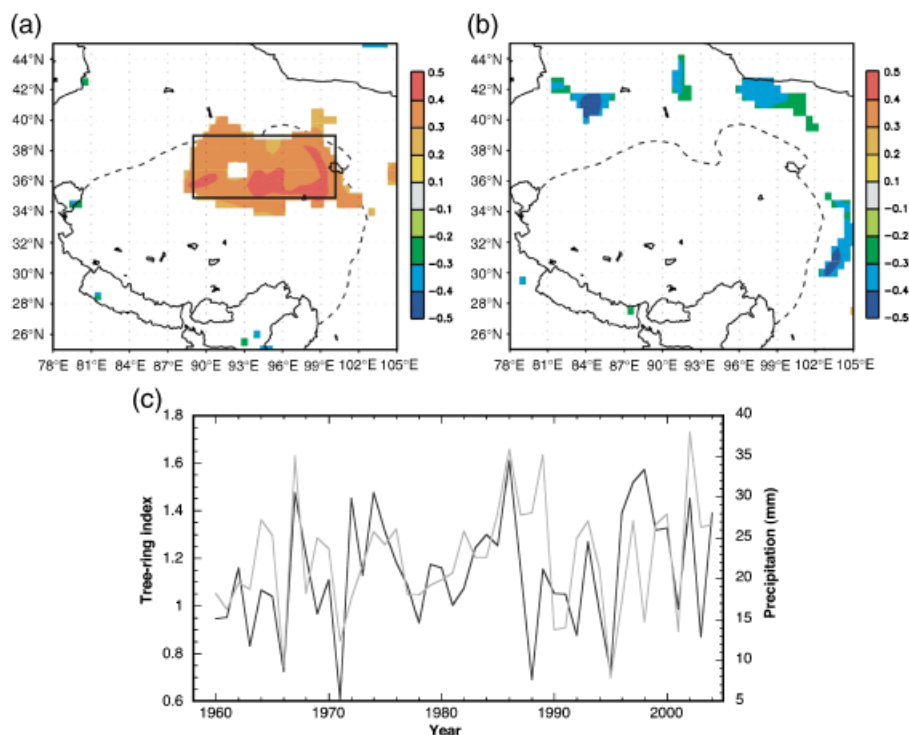 (a)
44°N
42°N
40°N
38°N
36°N
34°N
32°N
30°N
28°N
26°N
78°E 81°E 84°E 87°E 90°E 93°E 96°E 99°E 102°E 105°E
0.5
0.4
0.3
0.2
0.1
−0.1
−0.2
−0.3
−0.4
−0.5
(b)
44°N
42°N
40°N
38°N
36°N
34°N
32°N
30°N
28°N
26°N
78°E 81°E 84°E 87°E 90°E 93°E 96°E 99°E 102°E 105°E
0.5
0.4
0.3
0.2
0.1
−0.1
−0.2
−0.3
−0.4
−0.5
(c)
Tree-ring index
1.8
1.6
1.4
1.2
1
0.8
0.6
40
35
30
25
20
15
10
5
Precipitation (mm)
1960 1970 1980 1990 2000
Year